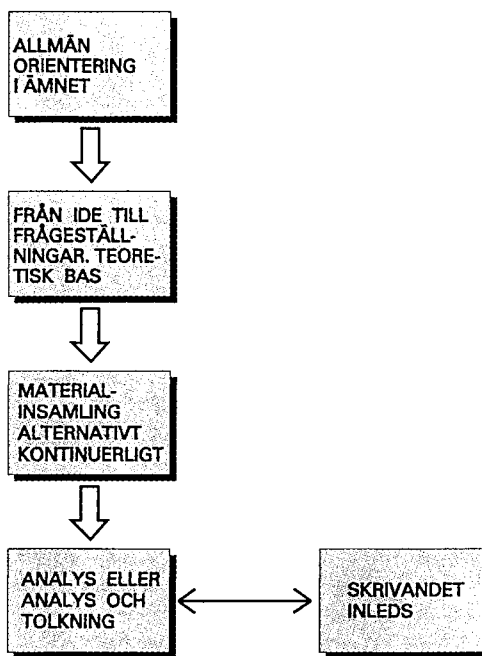 ALLMÄN
ORIENTERING
I ÄMNET
FRÅN IDE TILL
FRÅGESTÄLL-
NINGAR. TEORE-
TISK BAS
MATERIAL-
INSAMLING
ALTERNATIVT
KONTINUERLIGT
ANALYS ELLER
ANALYS OCH
TOLKNING
SKRIVANDET
INLEDS